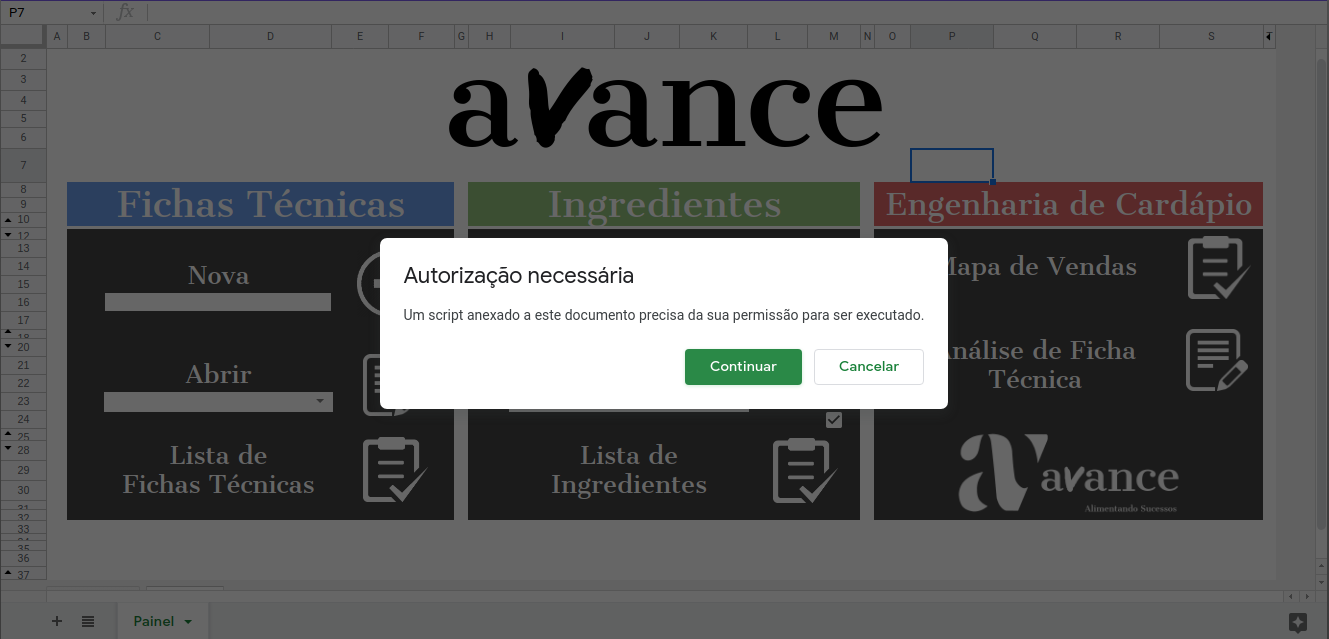 P7
fx
A B C D E F G H I J K L M N O P Q R S T
2
3
4
5
6
7
8
9
10
12
13
14
15
16
17
18
20
21
22
23
24
25
28
29
30
31
32
33
34
35
36
37
avance
Fichas Técnicas
Ingredientes
Engenharia de Cardápio
Nova
Abrir
Lista de
Fichas Técnicas
Autorização necessária
Um script anexado a este documento precisa da sua permissão para ser executado.
Continuar
Cancelar
Lista de
Ingredientes
Mapa de Vendas
Análise de Ficha
Técnica
av avance
Alimentando Sucessos
Painel